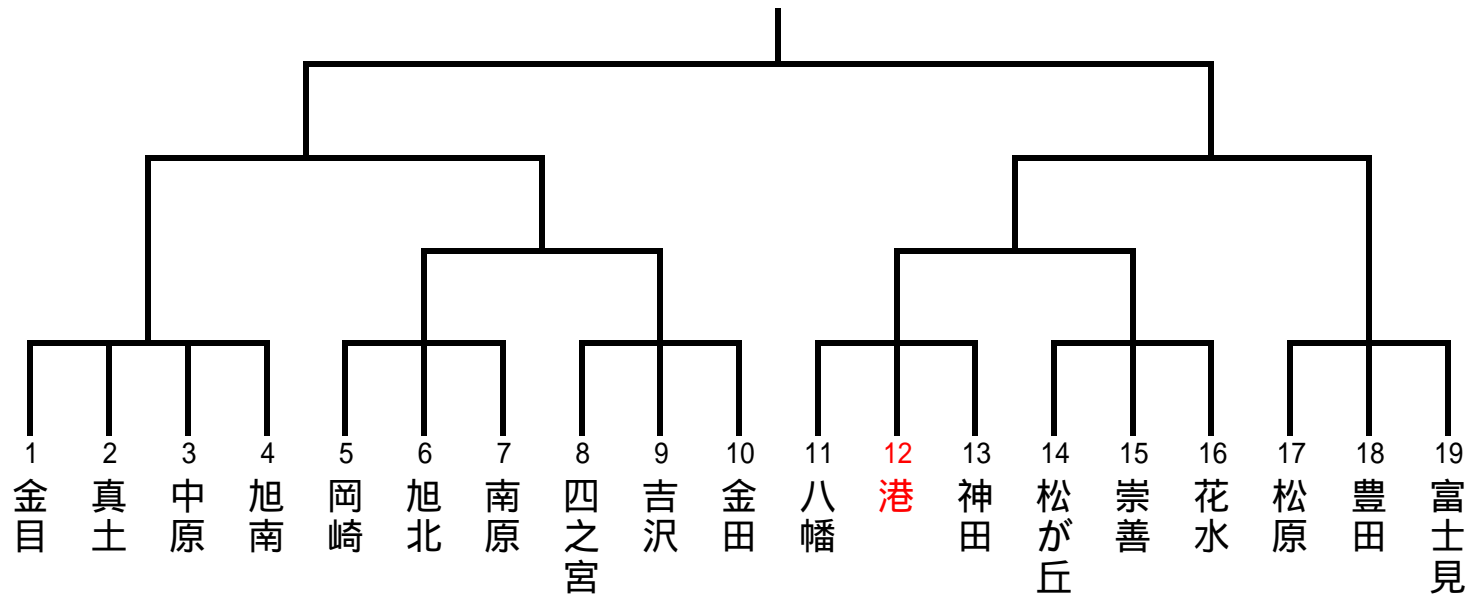 1
金目
2
真土
3
中原
4
旭南
5
岡崎
6
旭北
7
南原
8
四之宮
9
吉沢
10
金田
11
八幡
12
港
13
神田
14
松が丘
15
崇善
16
花水
17
松原
18
豊田
19
富士見